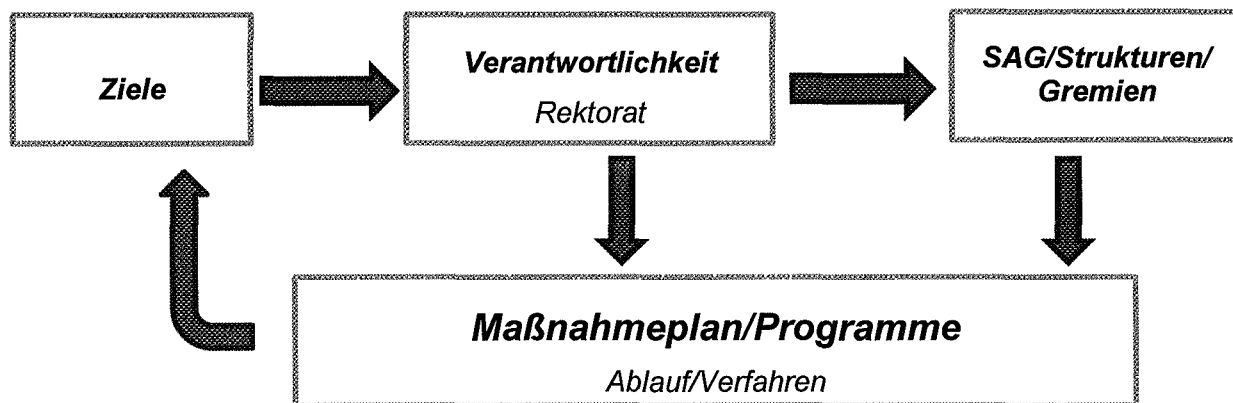 Ziele
Verantwortlichkeit
Rektorat
SAG/Strukturen/
Gremien
Maßnahmeplan/Programme
Ablauf/Verfahren